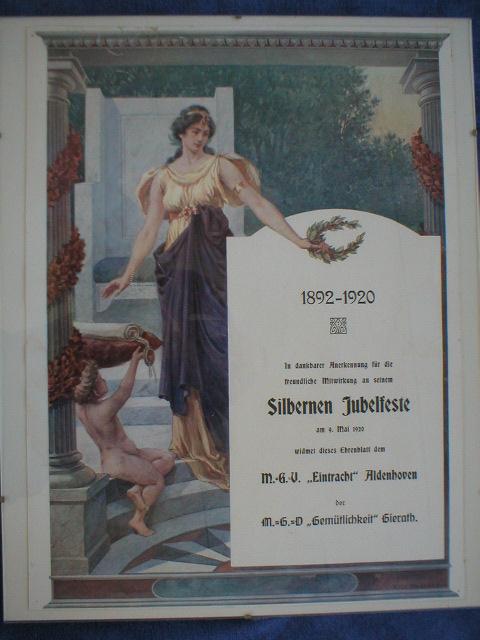 1892-1920
In dankbarer Anerkennung für die
freundliche Mitwirkung an seinem
Silbernen Jubelfeste
am 9. Mai 1920
widmet dieses Ehrenblatt dem
M.-G.-V. „Eintracht" Aldenhoven
der
M.=G.=D „Gemütlichkeit" Gierath.